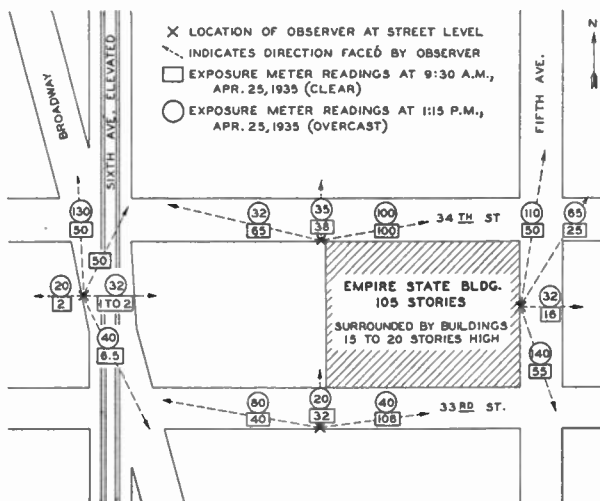 LOCATION OF OBSERVER AT STREET LEVEL
INDICATES DIRECTION FACED BY OBSERVER
EXPOSURE METER READINGS AT 9:30 A.M.,
APR. 25, 1935 (CLEAR)
EXPOSURE METER READINGS AT 1:15 P.M.,
APR. 25, 1935 (OVERCAST)
N
BROADWAY
SIXTH AVE. ELEVATED
FIFTH AVE.
130
50
32
65
35
38
100
100
34TH ST
110
50
65
25
50
20
2
32
1 TO 2
EMPIRE STATE BLDG.
105 STORIES
SURROUNDED BY BUILDINGS
15 TO 20 STORIES HIGH
32
16
40
6.5
140
55
80
40
20
32
40
108
33RD ST.